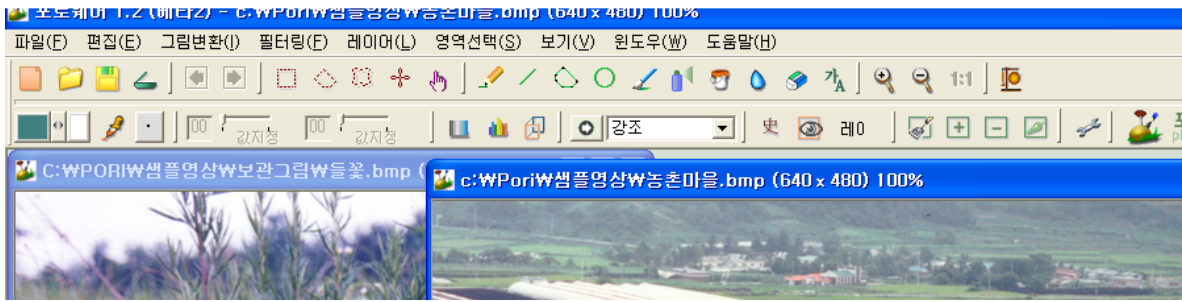 포토웨어 1.2 (베타2) - c:₩Pori₩샘플영상₩농촌마을.bmp (640 x 480) 100%
파일(F) 편집(E) 그림변환(I) 필터링(F) 레이어(L) 영역선택(S) 보기(V) 윈도우(W) 도움말(H)
1:1
00 값지정 00 값지정 강조 史 레이
C:₩PORI₩샘플영상₩보관그림₩들꽃.bmp (
c:₩Pori₩샘플영상₩농촌마을.bmp (640 x 480) 100%